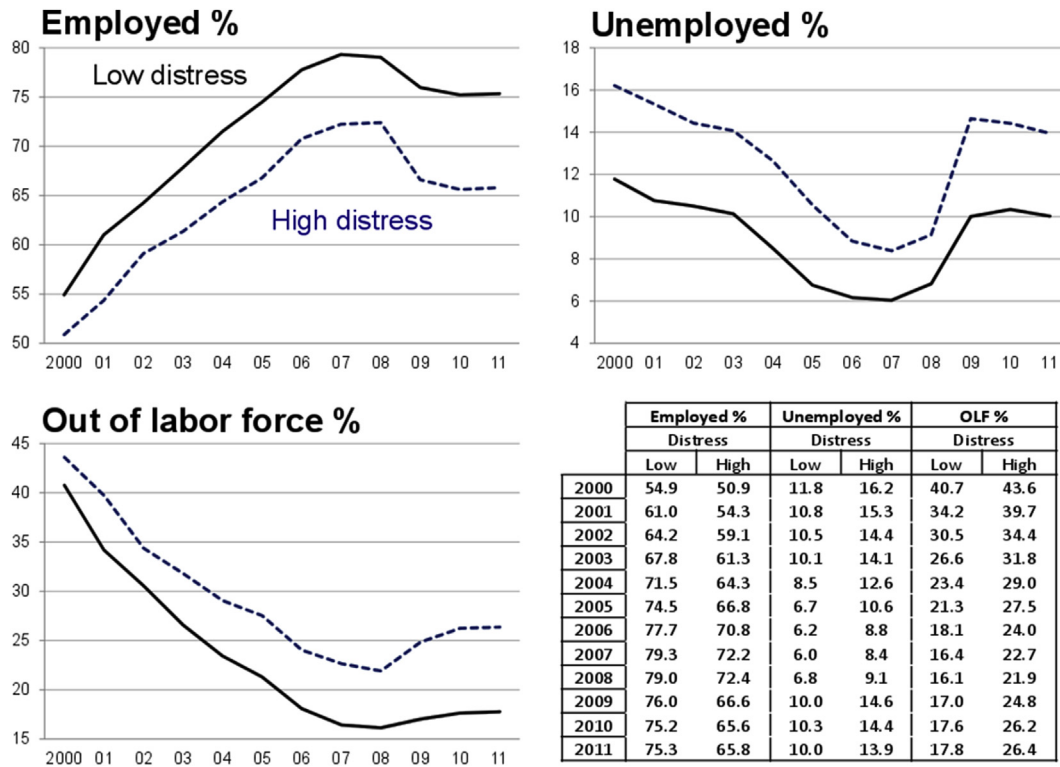 Employed %
80
75
70
65
60
55
50
Low distress
High distress
2000 01 02 03 04 05 06 07 08 09 10 11
Unemployed %
18
16
14
12
10
8
6
4
2000 01 02 03 04 05 06 07 08 09 10 11
Out of labor force %
45
40
35
30
25
20
15
2000 01 02 03 04 05 06 07 08 09 10 11
Employed % Unemployed % OLF %
Distress Distress Distress
Low High Low High Low High
2000 54.9 50.9 11.8 16.2 40.7 43.6
2001 61.0 54.3 10.8 15.3 34.2 39.7
2002 64.2 59.1 10.5 14.4 30.5 34.4
2003 67.8 61.3 10.1 14.1 26.6 31.8
2004 71.5 64.3 8.5 12.6 23.4 29.0
2005 74.5 66.8 6.7 10.6 21.3 27.5
2006 77.7 70.8 6.2 8.8 18.1 24.0
2007 79.3 72.2 6.0 8.4 16.4 22.7
2008 79.0 72.4 6.8 9.1 16.1 21.9
2009 76.0 66.6 10.0 14.6 17.0 24.8
2010 75.2 65.6 10.3 14.4 17.6 26.2
2011 75.3 65.8 10.0 13.9 17.8 26.4